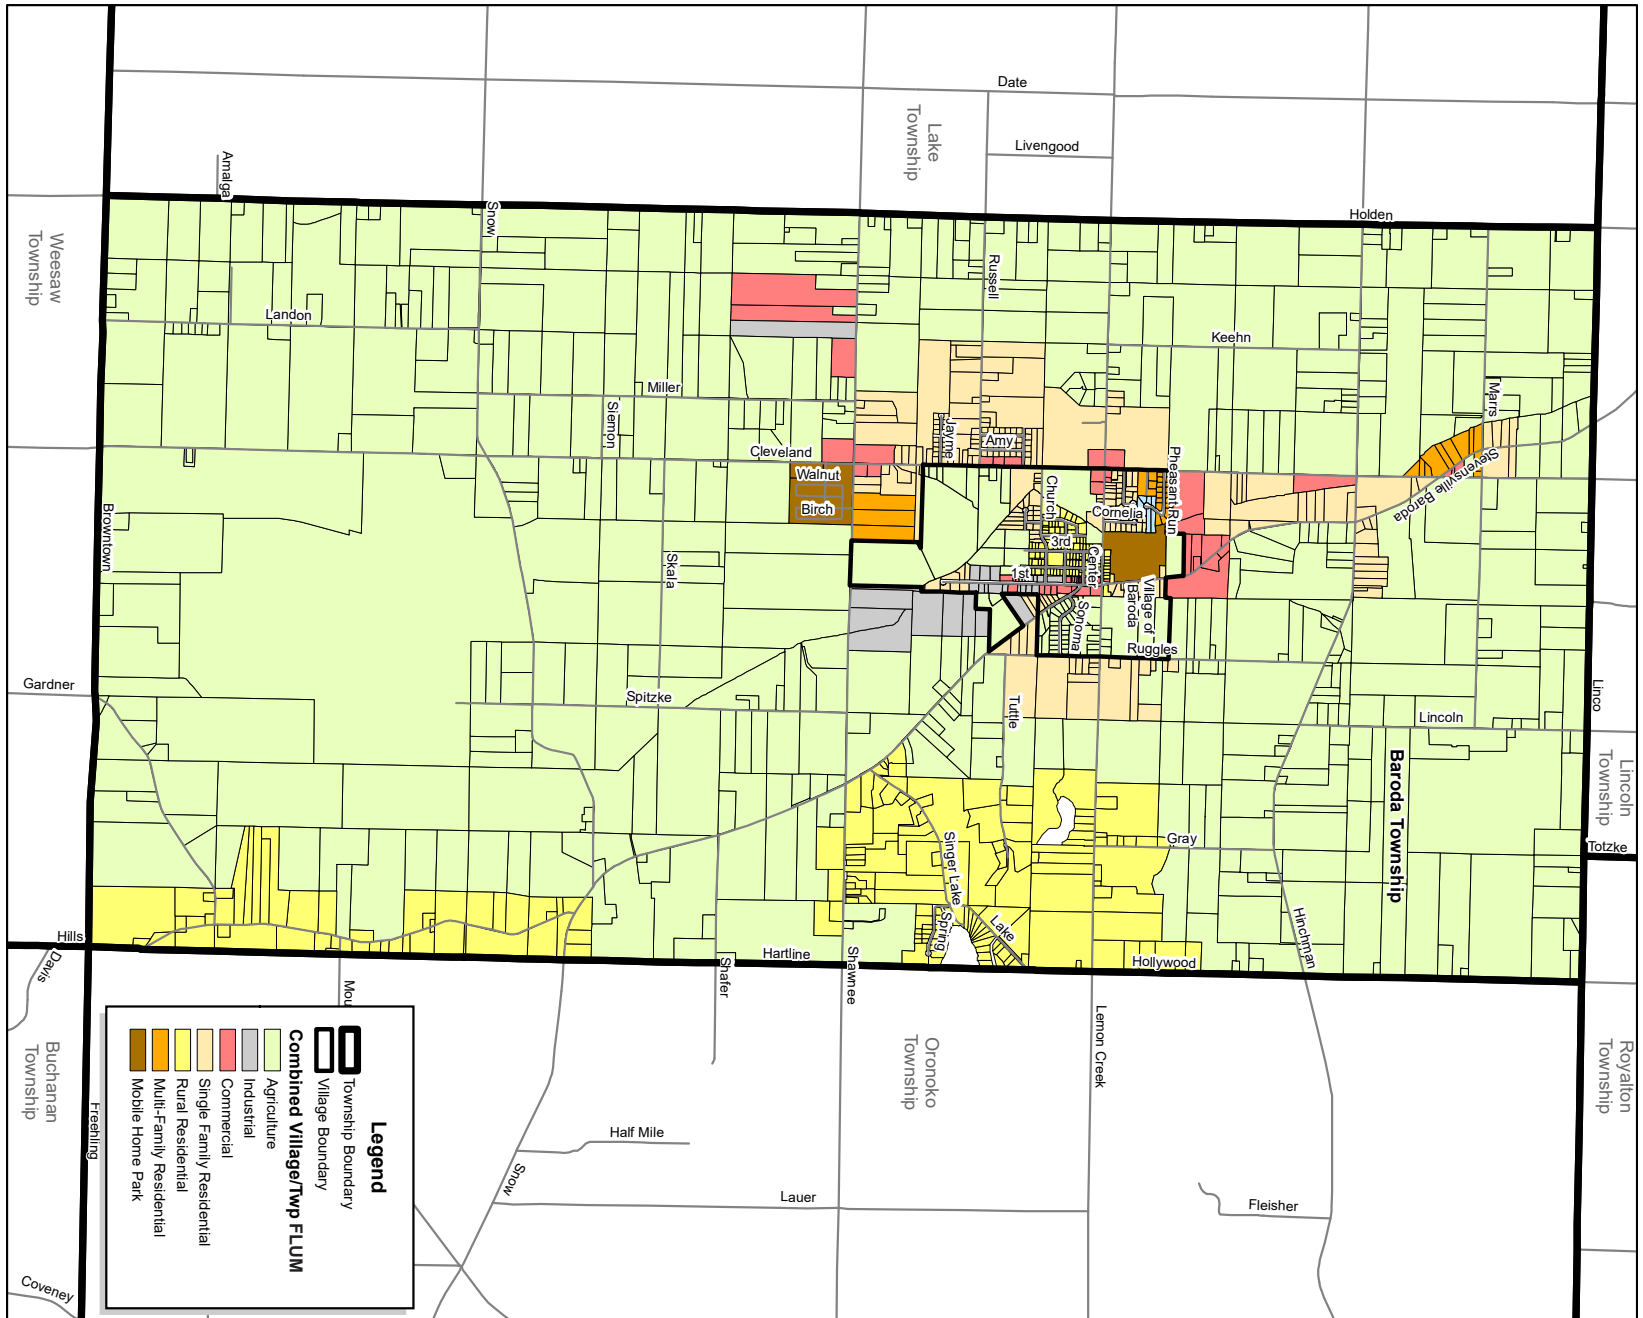 Date
Livengood
Lake
Township
Amalga
Snow
Holden
Weesaw
Township
Russell
Landon
Keehn
Miller
Siemon
Marrs
Jayme
Amy
Cleveland
Walnut
Birch
Church
Pheasant Run
Stevensville Baroda
Cornelia
3rd
Center
1st
Browntown
Skala
Village of
Baroda
Sonoma
Ruggles
Gardner
Spitzke
Tuttle
Lincoln
Linco
Lincoln
Township
Baroda Township
Gray
Totzke
Singer Lake
Spring
Lake
Hinchman
Hills
Davis
Hartline
Hollywood
Shafer
Shawnee
Mou
Lemon Creek
Oronoko
Township
Royalton
Township
Buchanan
Township
Freehling
Half Mile
Snow
Lauer
Fleisher
Coveney
Legend
Township Boundary
Village Boundary
Combined Village/Twp FLUM
Agriculture
Industrial
Commercial
Single Family Residential
Rural Residential
Multi-Family Residential
Mobile Home Park